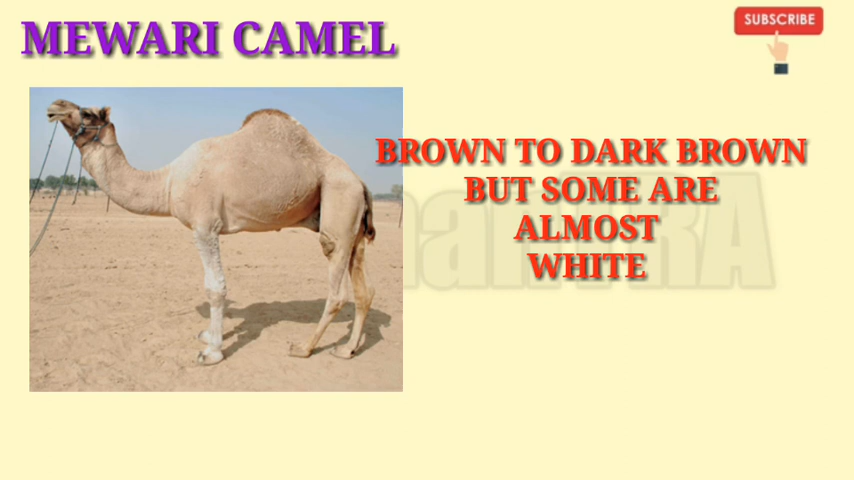 MEWARI CAMEL
SUBSCRIBE
BROWN TO DARK BROWN
BUT SOME ARE
ALMOST
WHITE